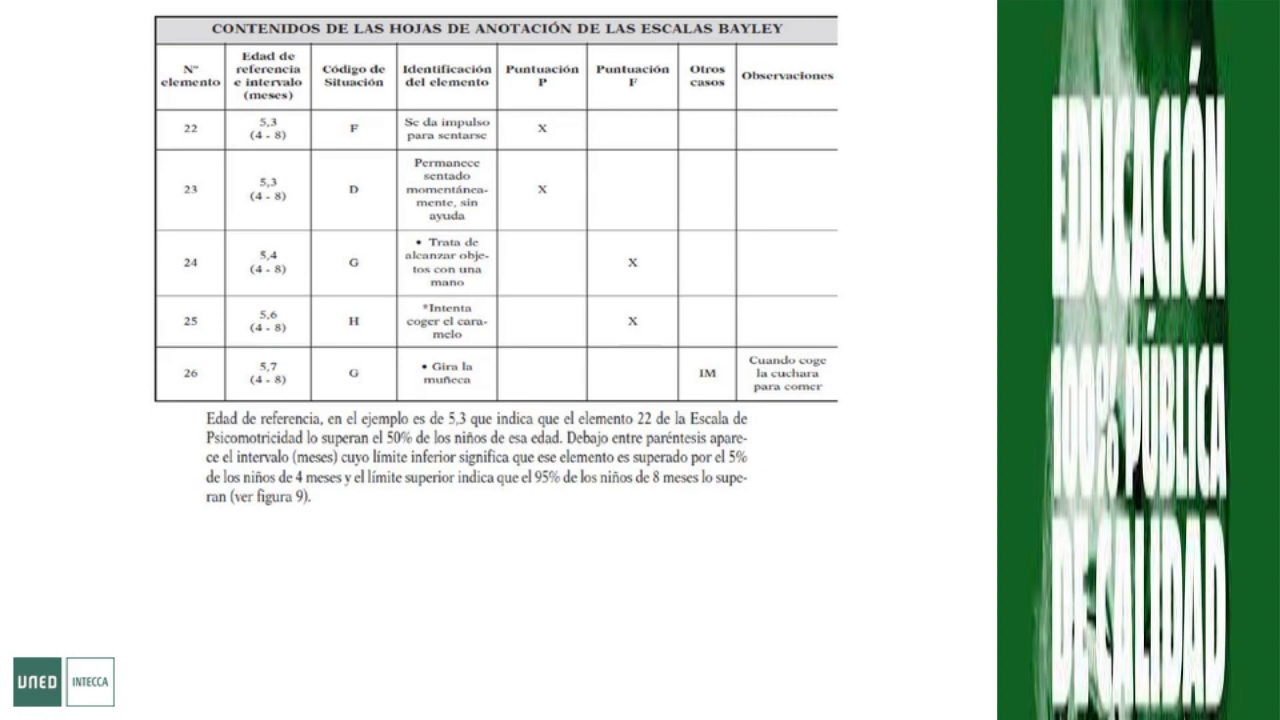 CONTENIDOS DE LAS HOJAS DE ANOTACIÓN DE LAS ESCALAS BAYLEY
Nº elemento
Edad de referencia e intervalo (meses)
Código de Situación
Identificación del elemento
Puntuación P
Puntuación F
Otros casos
Observaciones
22
5,3
(4 - 8)
F
Se da impulso
para sentarse
X
23
5,3
(4 - 8)
D
Permanece
sentado
momentánea-
mente, sin
ayuda
X
24
5,4
(4 - 8)
G
• Trata de
alcanzar obje-
tos con una
mano
X
25
5,6
(4 - 8)
H
*Intenta
coger el cara-
melo
X
26
5,7
(4 - 8)
G
• Gira la
muñeca
IM
Cuando coge
la cuchara
para comer
Edad de referencia, en el ejemplo es de 5,3 que indica que el elemento 22 de la Escala de
Psicomotricidad lo superan el 50% de los niños de esa edad. Debajo entre paréntesis apare-
ce el intervalo (meses) cuyo límite inferior significa que ese elemento es superado por el 5%
de los niños de 4 meses y el límite superior indica que el 95% de los niños de 8 meses lo supe-
ran (ver figura 9).
EDUCACIÓN
100% PÚBLICA
DE CALIDAD
UNED
INTECCA